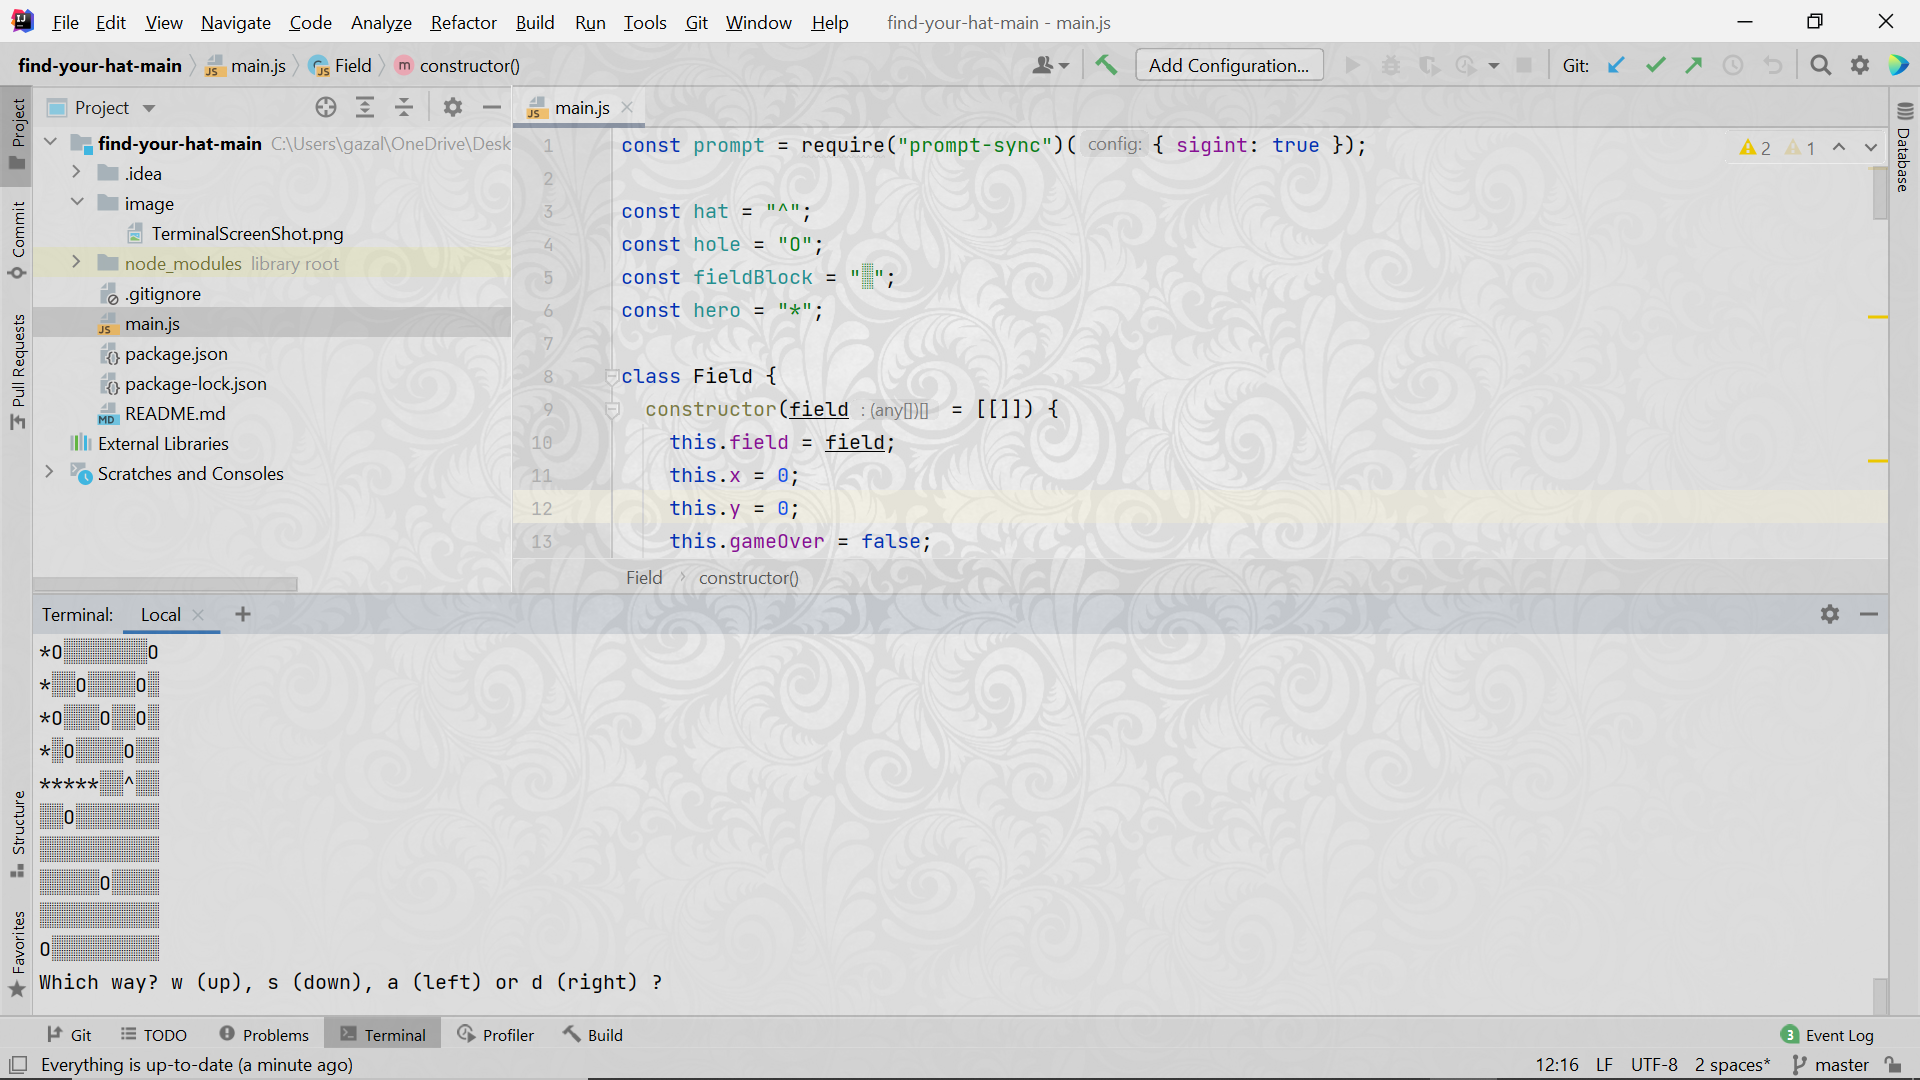 File Edit View Navigate Code Analyze Refactor Build Run Tools Git Window Help find-your-hat-main - main.js
find-your-hat-main main.js Field constructor() Add Configuration... Git:
Project
main.js
Project
Commit
Pull Requests
Structure
Favorites
Database
find-your-hat-main C:\Users\gazal\OneDrive\Desk
.idea
image
TerminalScreenShot.png
node_modules library root
.gitignore
main.js
package.json
package-lock.json
README.md
External Libraries
Scratches and Consoles
1 const prompt = require("prompt-sync")( config: { sigint: true });
2
3 const hat = "^";
4 const hole = "O";
5 const fieldBlock = "░";
6 const hero = "*";
7
8 class Field {
9 constructor(field : (any[])[] = [[]]) {
10 this.field = field;
11 this.x = 0;
12 this.y = 0;
13 this.gameOver = false;
2 1
Field constructor()
Terminal: Local
*O░░░░░░░O
*░░O░░░░O░
*O░░░O░░O░
*░O░░░░O░░
*****░░^░░
░░O░░░░░░░
░░░░░░░░░░
░░░░░O░░░░
░░░░░░░░░░
O░░░░░░░░░
Which way? w (up), s (down), a (left) or d (right) ?
Git TODO Problems Terminal Profiler Build 3 Event Log
Everything is up-to-date (a minute ago) 12:16 LF UTF-8 2 spaces* master